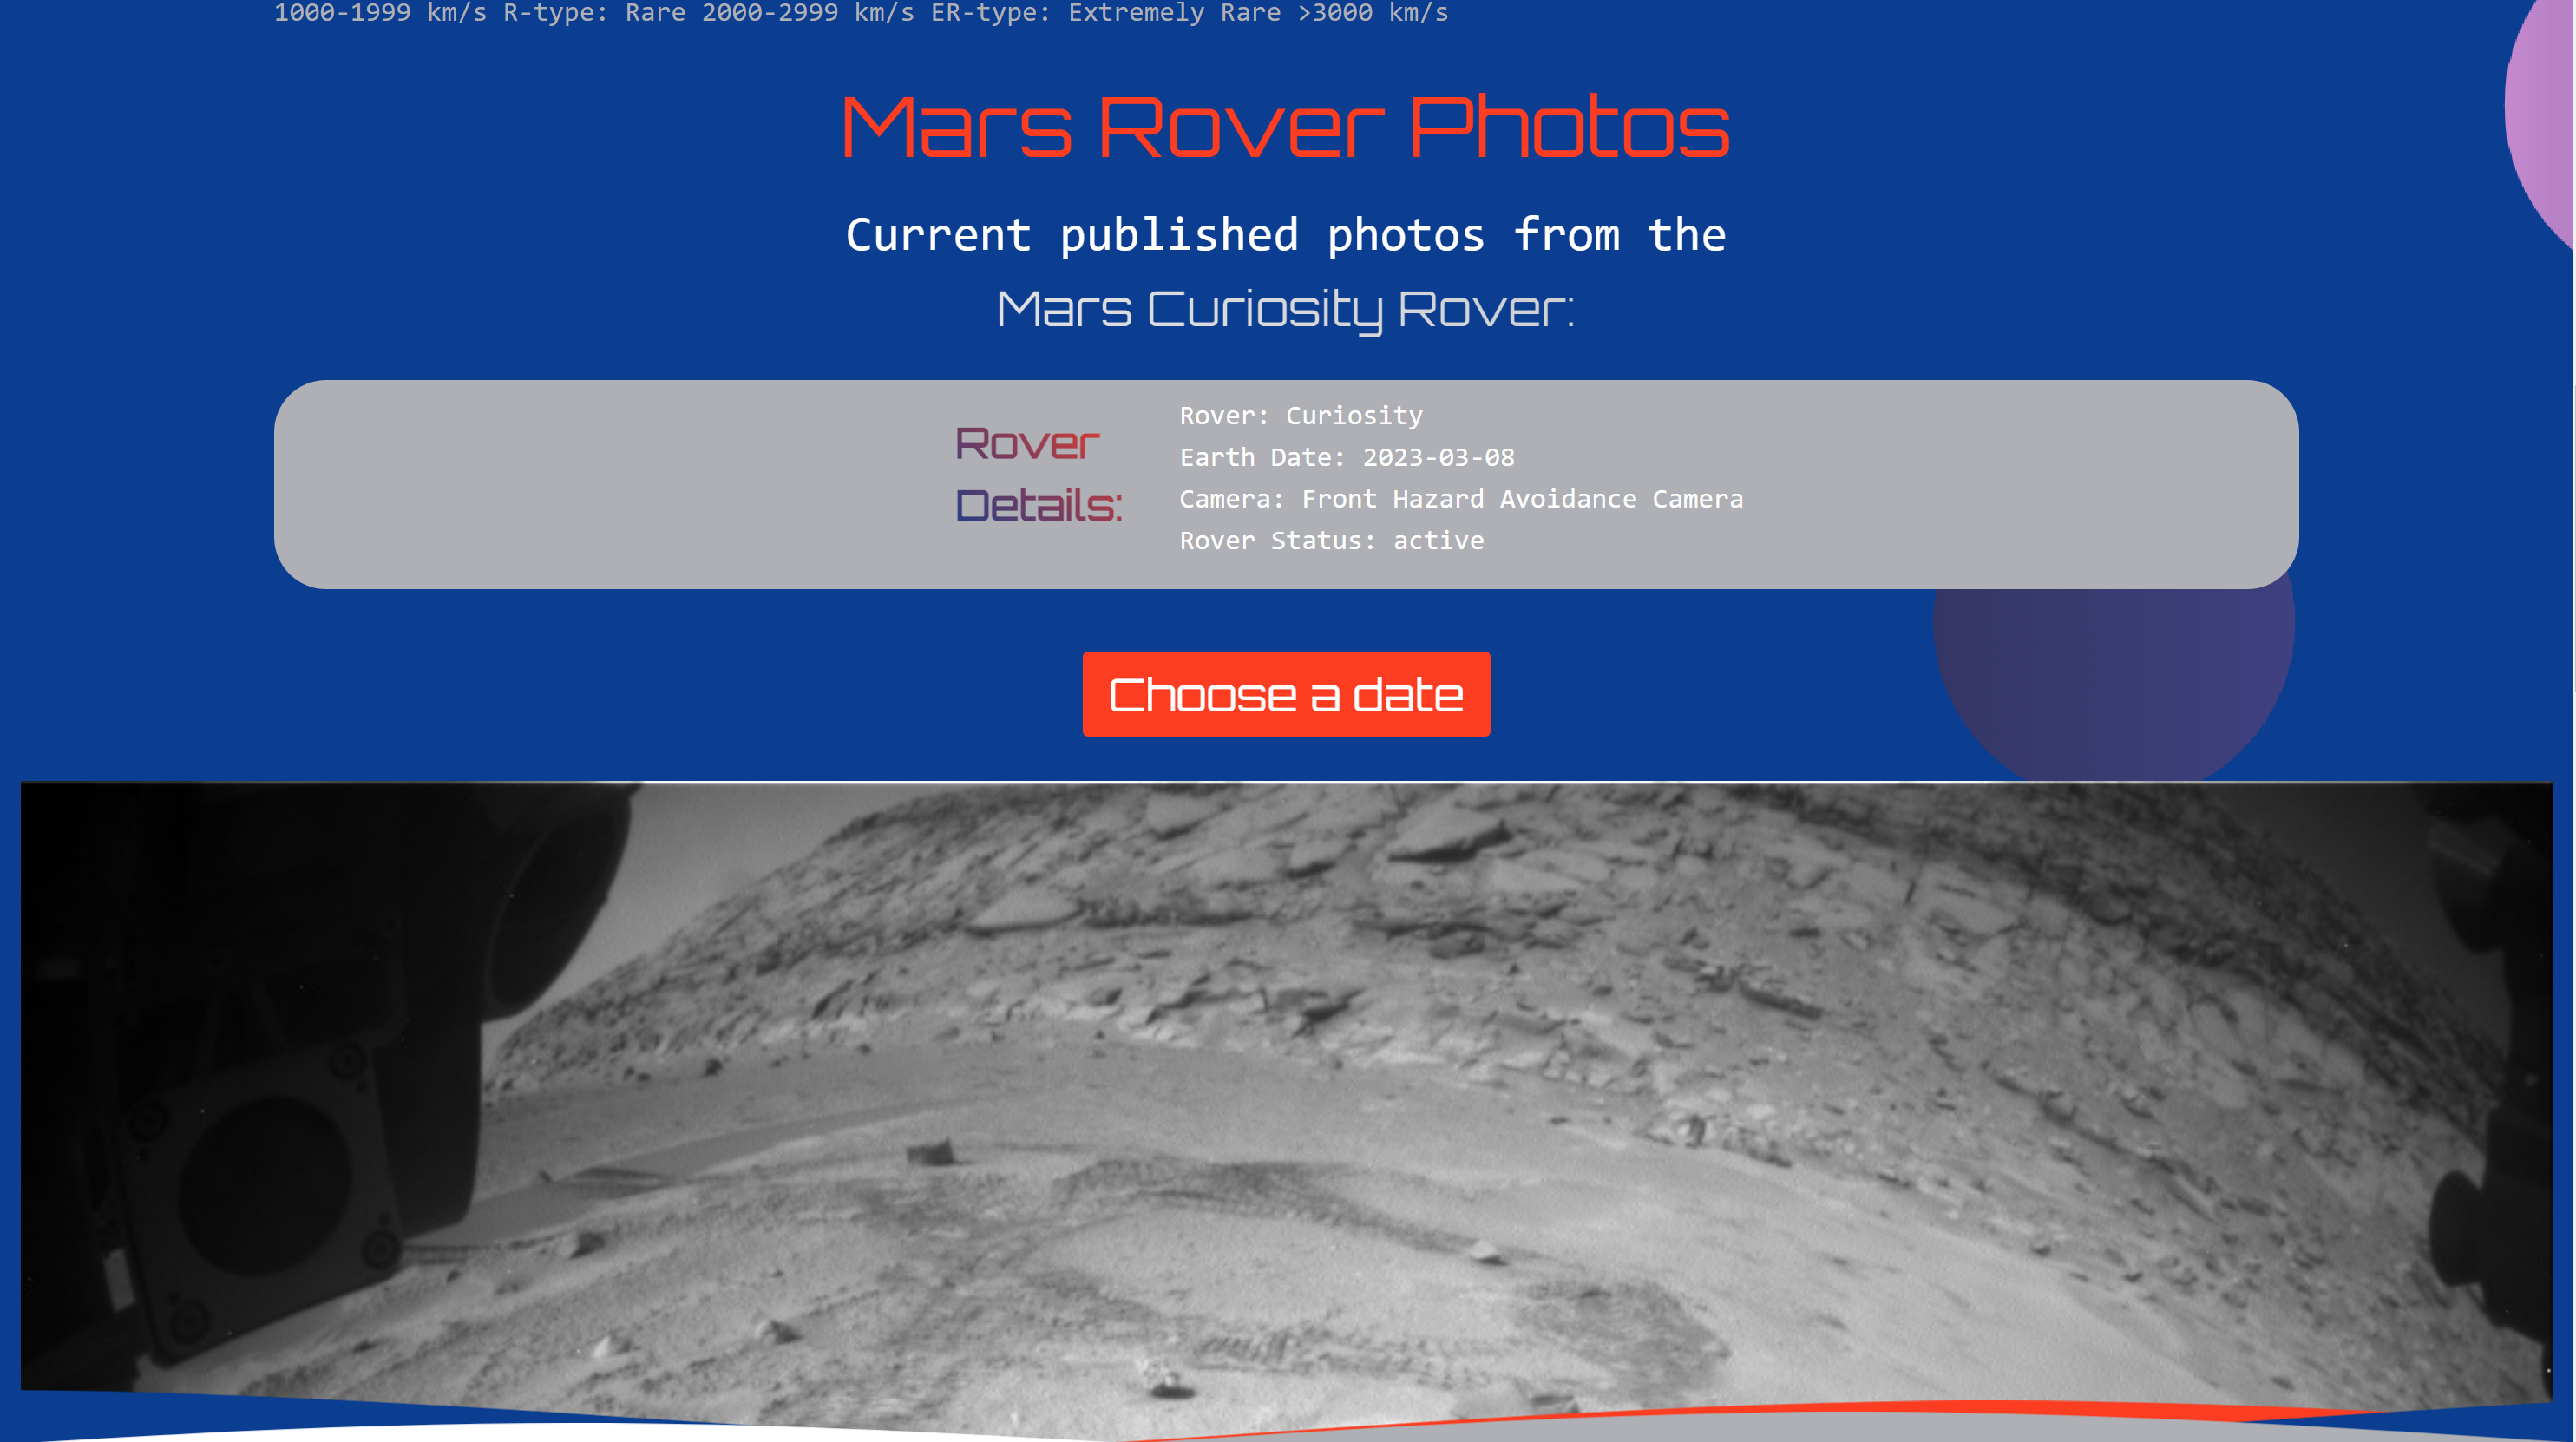 1000-1999 km/s R-type: Rare 2000-2999 km/s ER-type: Extremely Rare >3000 km/s
Mars Rover Photos
Current published photos from the
Mars Curiosity Rover:
Rover
Details:
Rover: Curiosity
Earth Date: 2023-03-08
Camera: Front Hazard Avoidance Camera
Rover Status: active
Choose a date